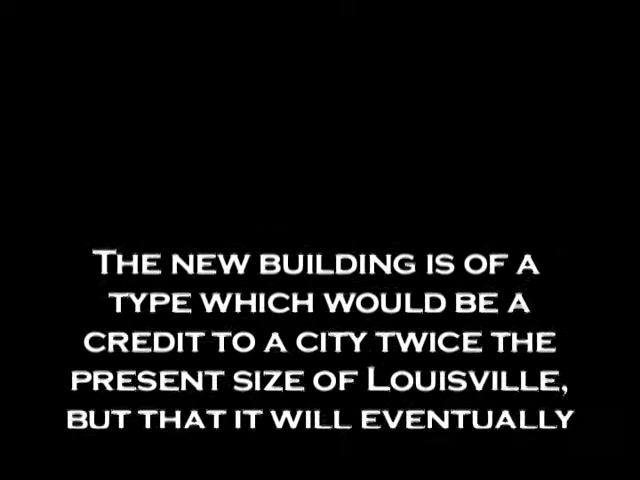 The new building is of a
type which would be a
credit to a city twice the
present size of Louisville,
but that it will eventually